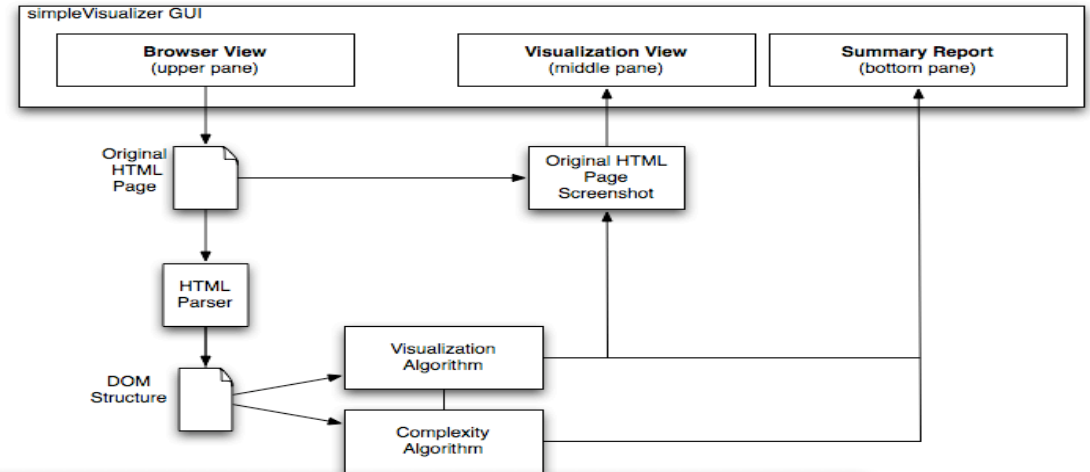 simpleVisualizer GUI
Browser View
(upper pane)
Visualization View
(middle pane)
Summary Report
(bottom pane)
Original
HTML
Page
Original HTML
Page
Screenshot
HTML
Parser
DOM
Structure
Visualization
Algorithm
Complexity
Algorithm